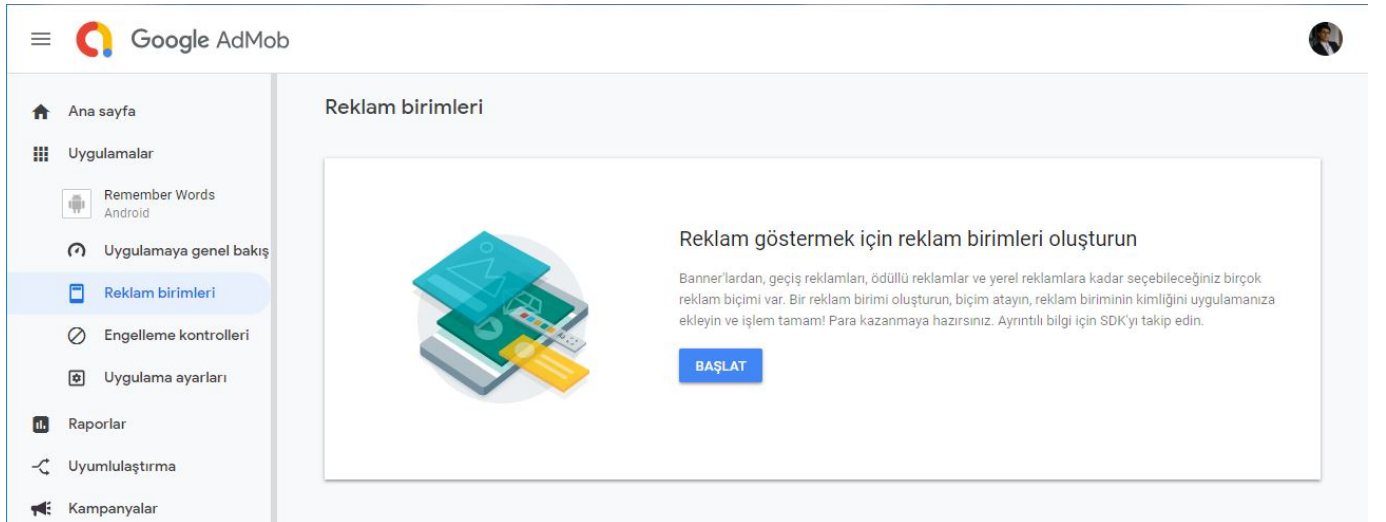 Google AdMob
Ana sayfa
Uygulamalar
Remember Words
Android
Uygulamaya genel bakış
Reklam birimleri
Engelleme kontrolleri
Uygulama ayarları
Raporlar
Uyumlulaştırma
Kampanyalar
Reklam birimleri
Reklam göstermek için reklam birimleri oluşturun
Banner'lardan, geçiş reklamları, ödüllü reklamlar ve yerel reklamlara kadar seçebileceğiniz birçok
reklam biçimi var. Bir reklam birimi oluşturun, biçim atayın, reklam biriminin kimliğini uygulamanıza
ekleyin ve işlem tamam! Para kazanmaya hazırsınız. Ayrıntılı bilgi için SDK'yı takip edin.
BAŞLAT